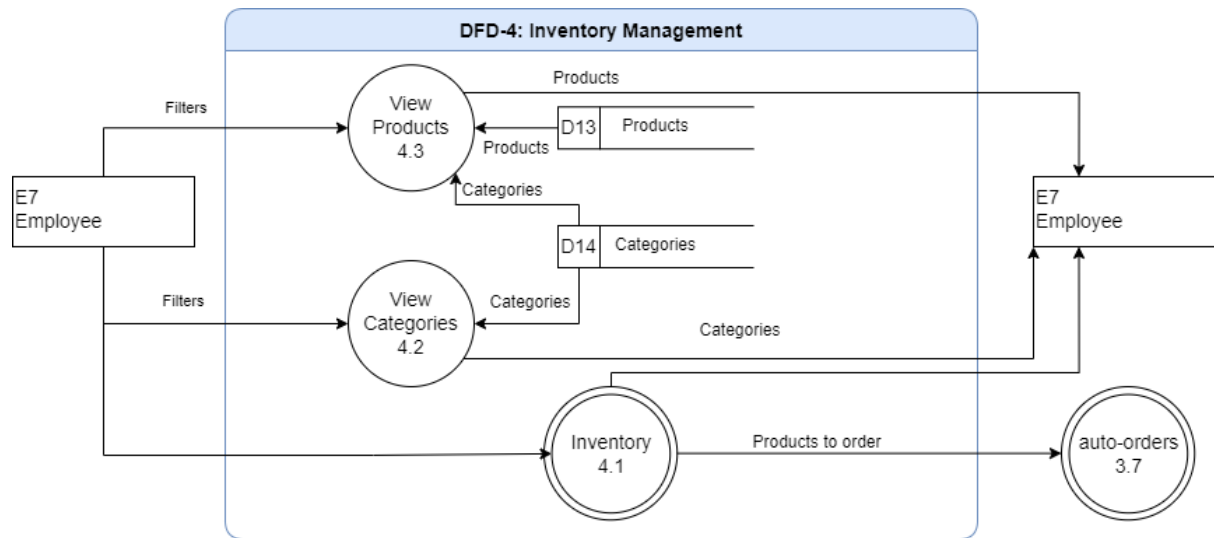 DFD-4: Inventory Management
Filters
View
Products
4.3
Products
D13
Products
Products
Categories
E7
Employee
D14
Categories
E7
Employee
Filters
View
Categories
4.2
Categories
Categories
Inventory
4.1
Products to order
auto-orders
3.7